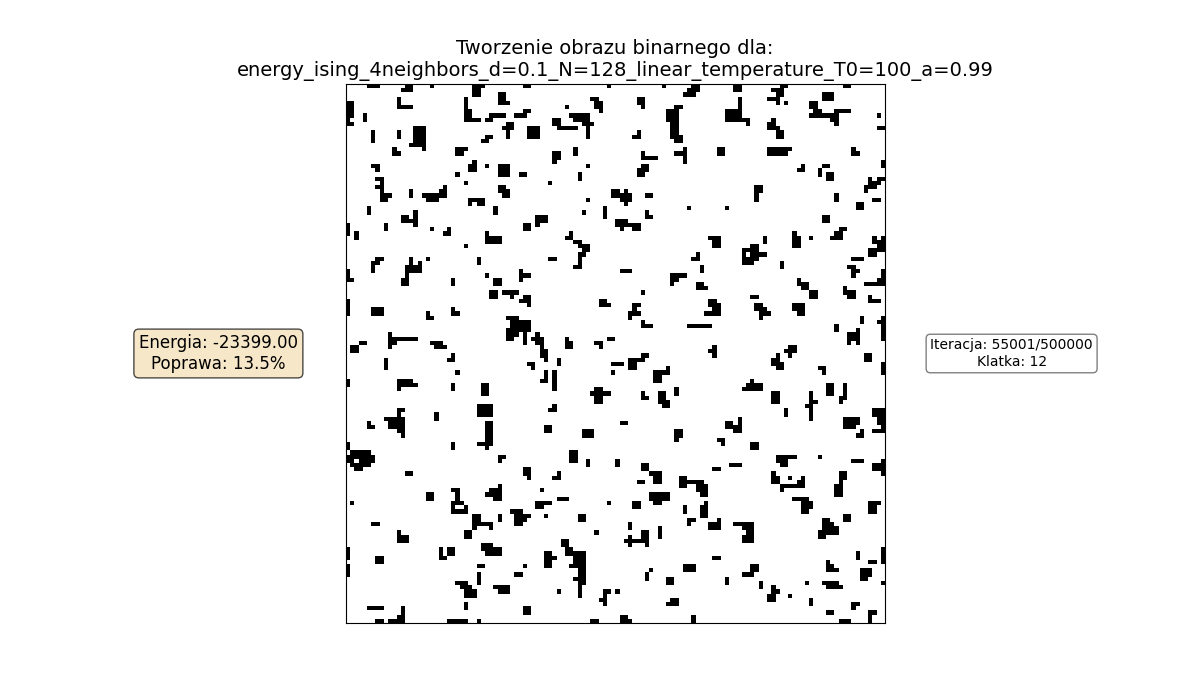 Tworzenie obrazu binarnego dla:
energy_ising_4neighbors_d=0.1_N=128_linear_temperature_T0=100_a=0.99
Energia: -23399.00
Poprawa: 13.5%
Iteracja: 55001/500000
Klatka: 12